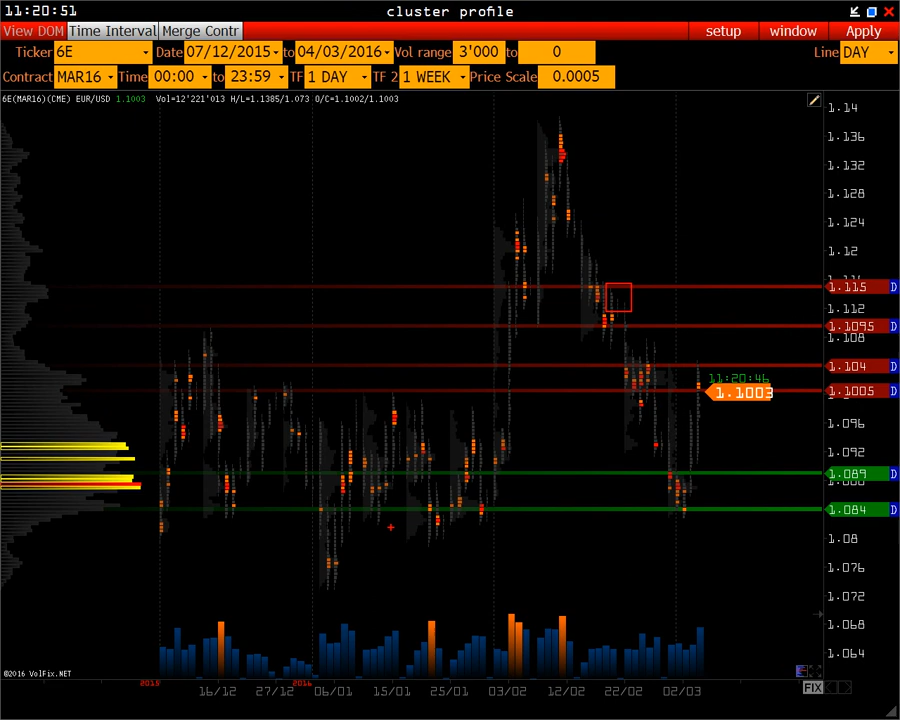 11:20:51 cluster profile
View DOM Time Interval Merge Contr setup window Apply
Ticker 6E Date 07/12/2015 to 04/03/2016 Vol range 3'000 to 0 Line DAY
Contract MAR16 Time 00:00 to 23:59 TF 1 DAY TF 2 1 WEEK Price Scale 0.0005
6E(MAR16)(CME) EUR/USD 1.1003 Vol=12'221'013 H/L=1.1385/1.073 O/C=1.1002/1.1003
1.14
1.136
1.132
1.128
1.124
1.12
1.115 D
1.112
1.1095 D
1.108
1.104 D
11:20:46
1.1003
1.1005 D
1.096
1.092
1.089 D
1.084 D
1.08
1.076
1.072
1.068
1.064
©2016 VolFix.NET
2015 2016
16/12 27/12 06/01 15/01 25/01 03/02 12/02 22/02 02/03 FIX